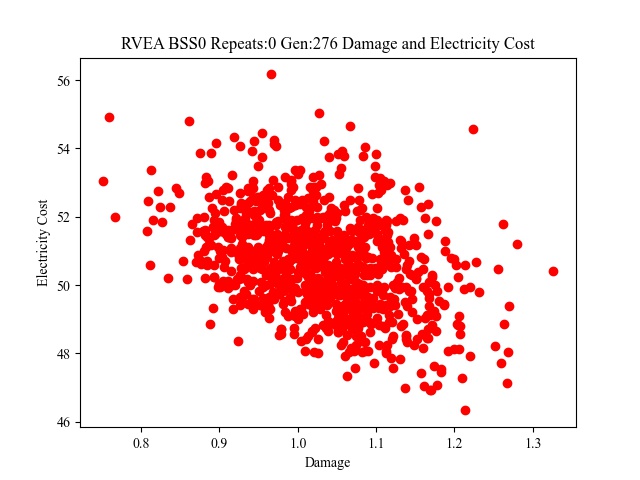 RVEA BSS0 Repeats:0 Gen:276 Damage and Electricity Cost
56
54
52
50
48
46
Electricity Cost
0.8 0.9 1.0 1.1 1.2 1.3
Damage